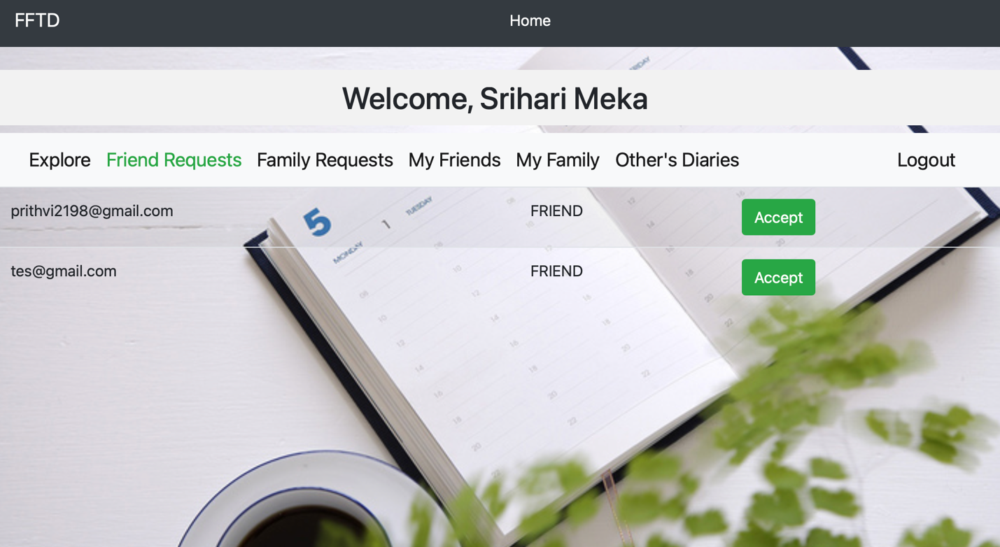 FFTD Home
Welcome, Srihari Meka
Explore Friend Requests Family Requests My Friends My Family Other's Diaries Logout
prithvi2198@gmail.com FRIEND Accept
tes@gmail.com FRIEND Accept
5
1
TUESDAY
MONDAY